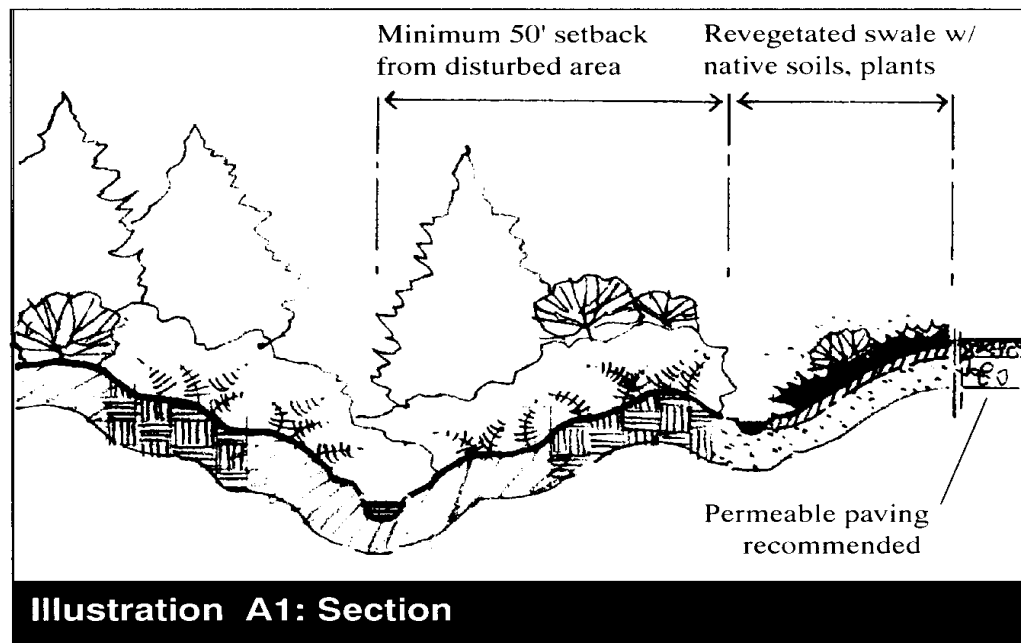 Minimum 50' setback
from disturbed area
Revegetated swale w/
native soils, plants
Permeable paving
recommended
Illustration A1: Section